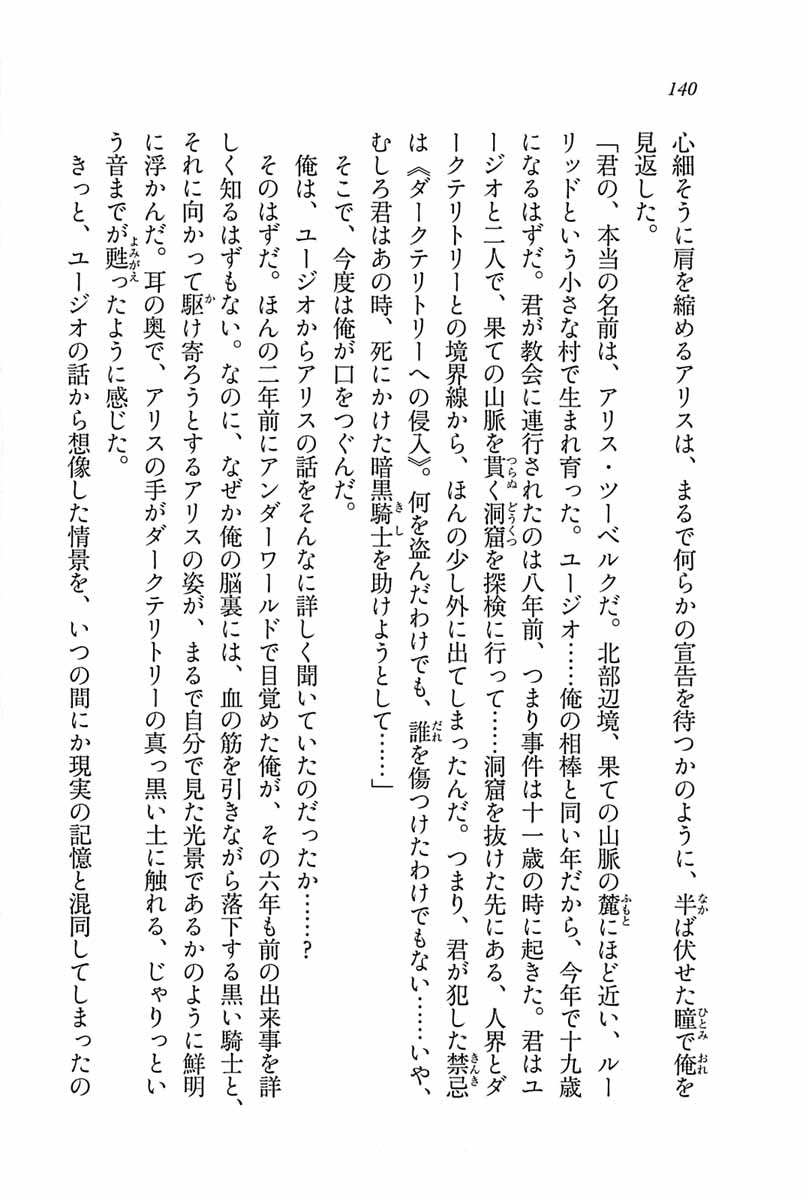 140
心細そうに肩を縮めるアリスは、まるで何らかの宣告を待つかのように、半ば伏せた瞳で俺を
見返した。
「君の、本当の名前は、アリス・ツーベルクだ。北部辺境、果ての山脈の麓にほど近い、ルー
リッドという小さな村で生まれ育った。ユージオ……俺の相棒と同い年だから、今年で十九歳
になるはずだ。君が教会に連行されたのは八年前、つまり事件は十一歳の時に起きた。君はユ
ージオと二人で、果ての山脈を貫く洞窟を探検に行って……洞窟を抜けた先にある、人界とダ
ークテリトリーとの境界線から、ほんの少し外に出てしまったんだ。つまり、君が犯した禁忌
は《ダークテリトリーへの侵入》。何を盗んだわけでも、誰を傷つけたわけでもない……いや、
むしろ君はあの時、死にかけた暗黒騎士を助けようとして……」
そこで、今度は俺が口をつぐんだ。
俺は、ユージオからアリスの話をそんなに詳しく聞いていたのだったか……?
そのはずだ。ほんの二年前にアンダーワールドで目覚めた俺が、その六年も前の出来事を詳
しく知るはずもない。なのに、なぜか俺の脳裏には、血の筋を引きながら落下する黒い騎士と、
それに向かって駆け寄ろうとするアリスの姿が、まるで自分で見た光景であるかのように鮮明
に浮かんだ。耳の奥で、アリスの手がダークテリトリーの真っ黒い土に触れる、じゃりっとい
う音までが甦ったように感じた。
きっと、ユージオの話から想像した情景を、いつの間にか現実の記憶と混同してしまったの